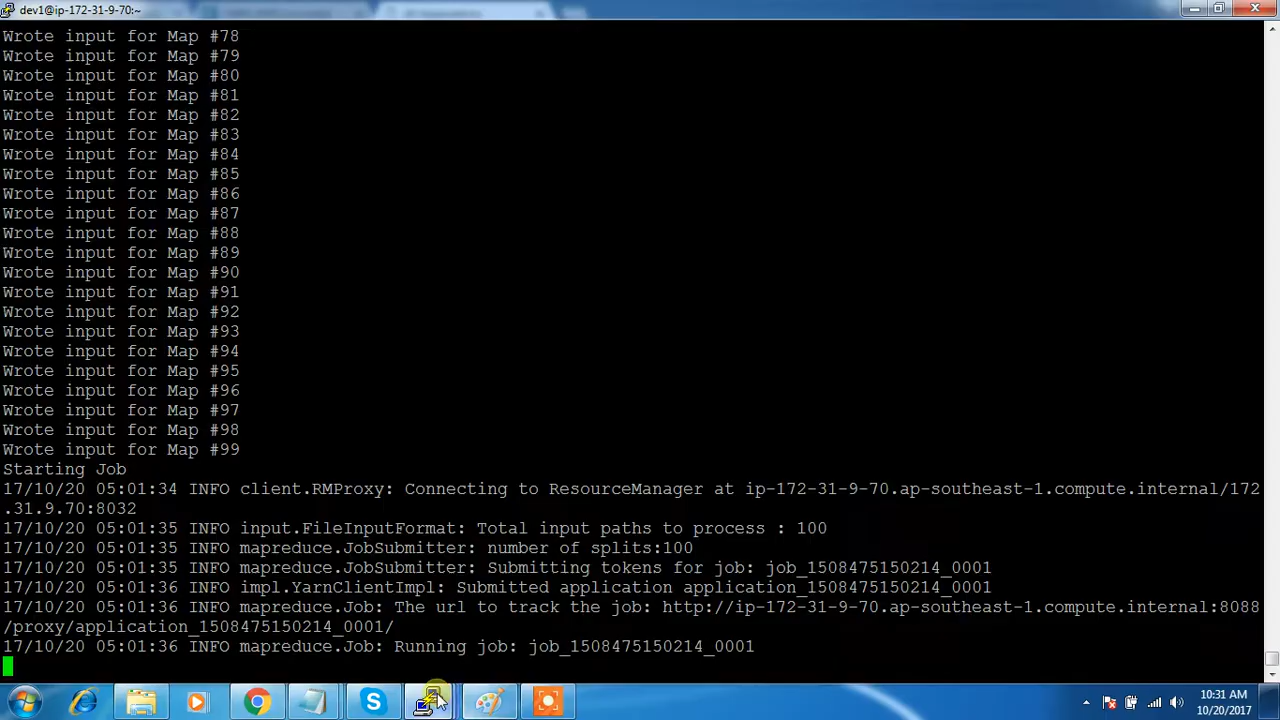 dev1@ip-172-31-9-70:~
Wrote input for Map #78
Wrote input for Map #79
Wrote input for Map #80
Wrote input for Map #81
Wrote input for Map #82
Wrote input for Map #83
Wrote input for Map #84
Wrote input for Map #85
Wrote input for Map #86
Wrote input for Map #87
Wrote input for Map #88
Wrote input for Map #89
Wrote input for Map #90
Wrote input for Map #91
Wrote input for Map #92
Wrote input for Map #93
Wrote input for Map #94
Wrote input for Map #95
Wrote input for Map #96
Wrote input for Map #97
Wrote input for Map #98
Wrote input for Map #99
Starting Job
17/10/20 05:01:34 INFO client.RMProxy: Connecting to ResourceManager at ip-172-31-9-70.ap-southeast-1.compute.internal/172
.31.9.70:8032
17/10/20 05:01:35 INFO input.FileInputFormat: Total input paths to process : 100
17/10/20 05:01:35 INFO mapreduce.JobSubmitter: number of splits:100
17/10/20 05:01:35 INFO mapreduce.JobSubmitter: Submitting tokens for job: job_1508475150214_0001
17/10/20 05:01:36 INFO impl.YarnClientImpl: Submitted application application_1508475150214_0001
17/10/20 05:01:36 INFO mapreduce.Job: The url to track the job: http://ip-172-31-9-70.ap-southeast-1.compute.internal:8088
/proxy/application_1508475150214_0001/
17/10/20 05:01:36 INFO mapreduce.Job: Running job: job_1508475150214_0001
10:31 AM
10/20/2017